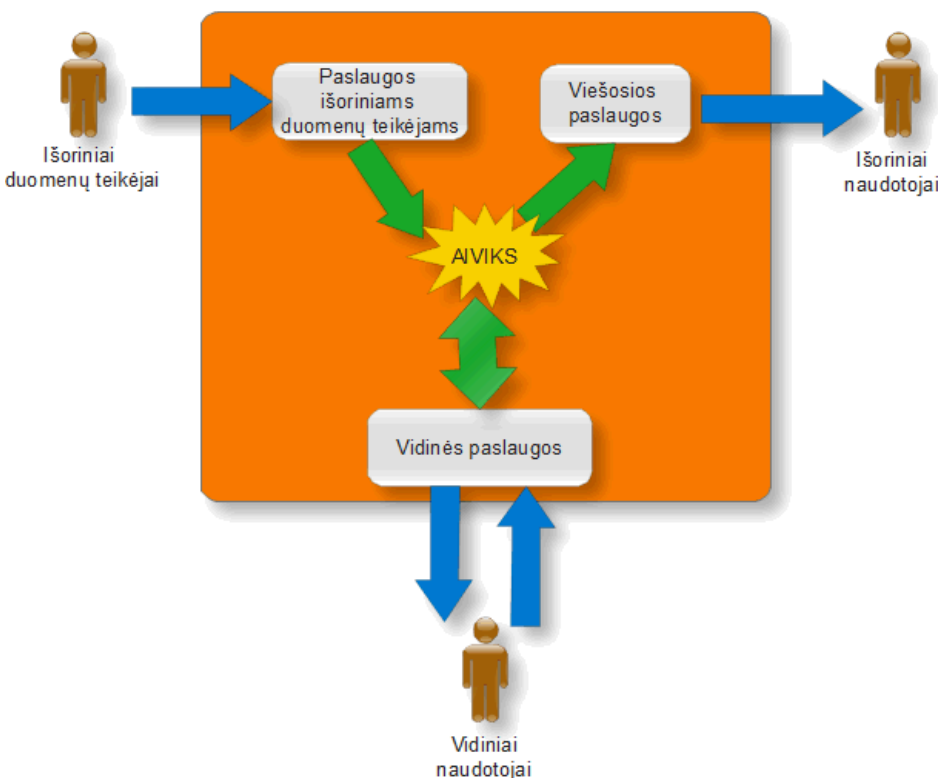 Paslaugos
išoriniams
duomenų teikėjams
Viešosios
paslaugos
Išoriniai
duomenų teikėjai
Išoriniai
naudotojai
AIVIKS
Vidinės paslaugos
Vidiniai
naudotojai